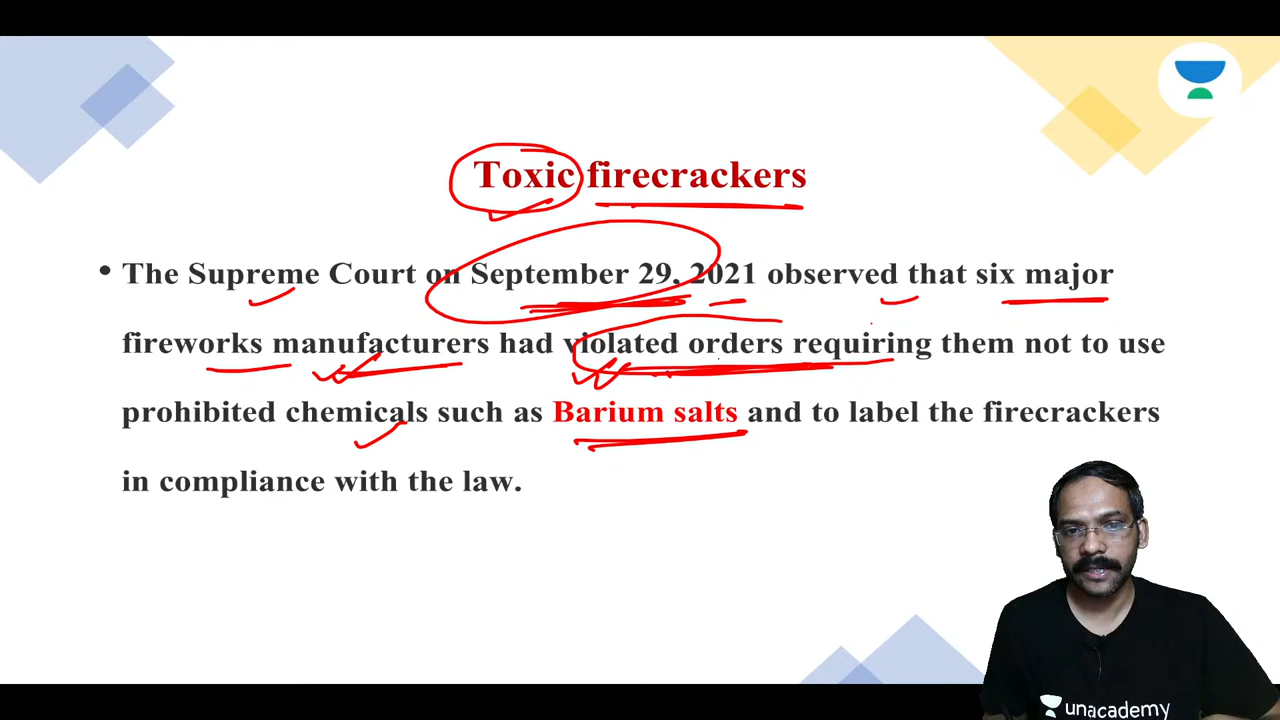 Toxic firecrackers
• The Supreme Court on September 29, 2021 observed that six major
fireworks manufacturers had violated orders requiring them not to use
prohibited chemicals such as Barium salts and to label the firecrackers
in compliance with the law.
unacademy